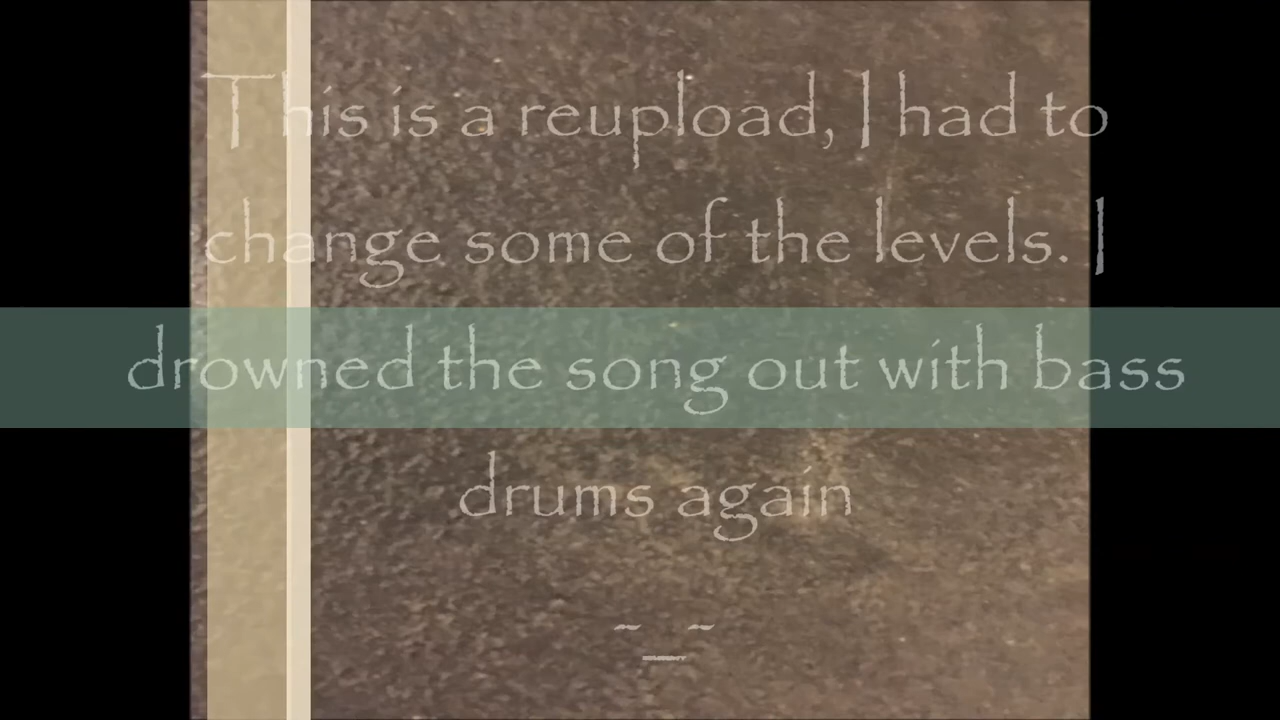 This is a reupload, I had to
change some of the levels. I
drowned the song out with bass
drums again
~_~